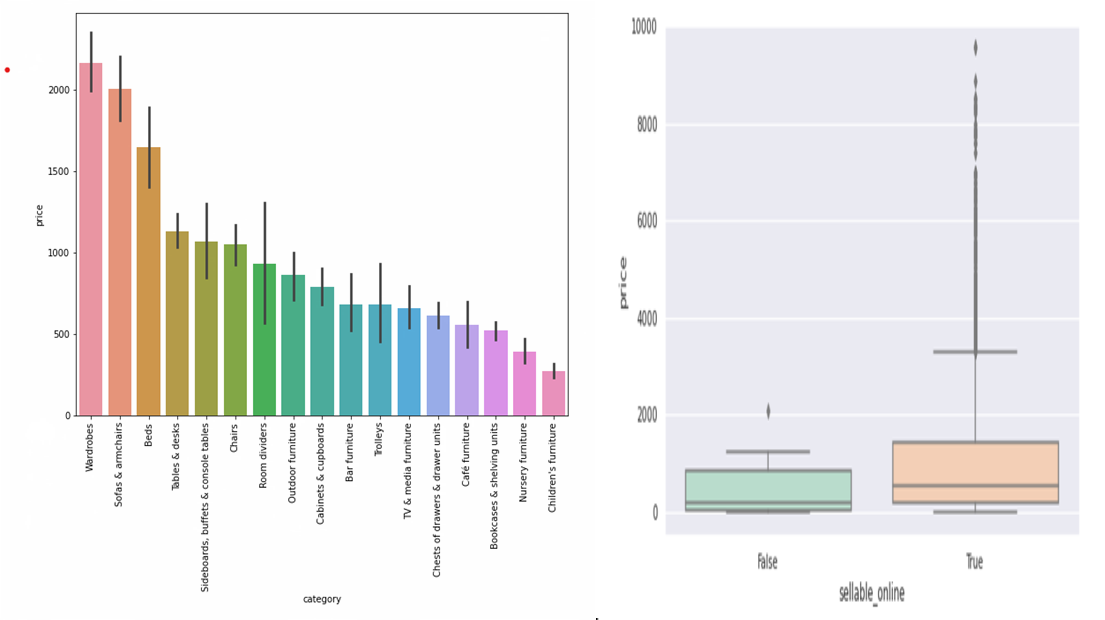 price
2000
1500
1000
500
0
Wardrobes
Sofas & armchairs
Beds
Tables & desks
Sideboards, buffets & console tables
Chairs
Room dividers
Outdoor furniture
Cabinets & cupboards
Bar furniture
Trolleys
TV & media furniture
Chests of drawers & drawer units
Café furniture
Bookcases & shelving units
Nursery furniture
Children's furniture
category
price
10000
8000
6000
4000
2000
0
False
True
sellable_online